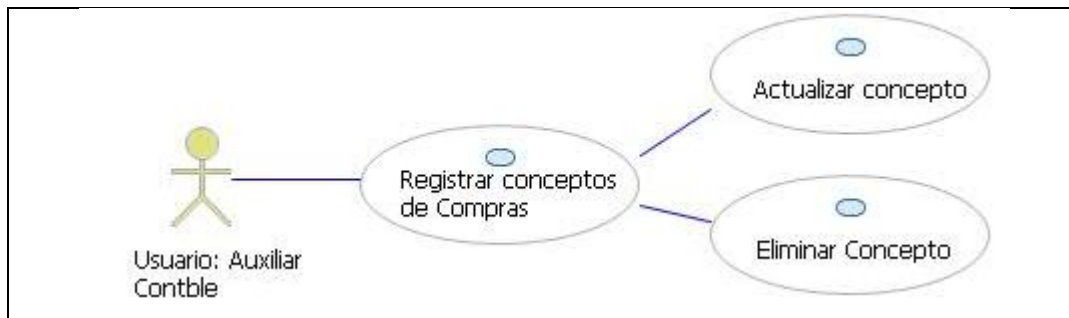 Actualizar concepto
Registrar conceptos
de Compras
Eliminar Concepto
Usuario: Auxiliar
Contble